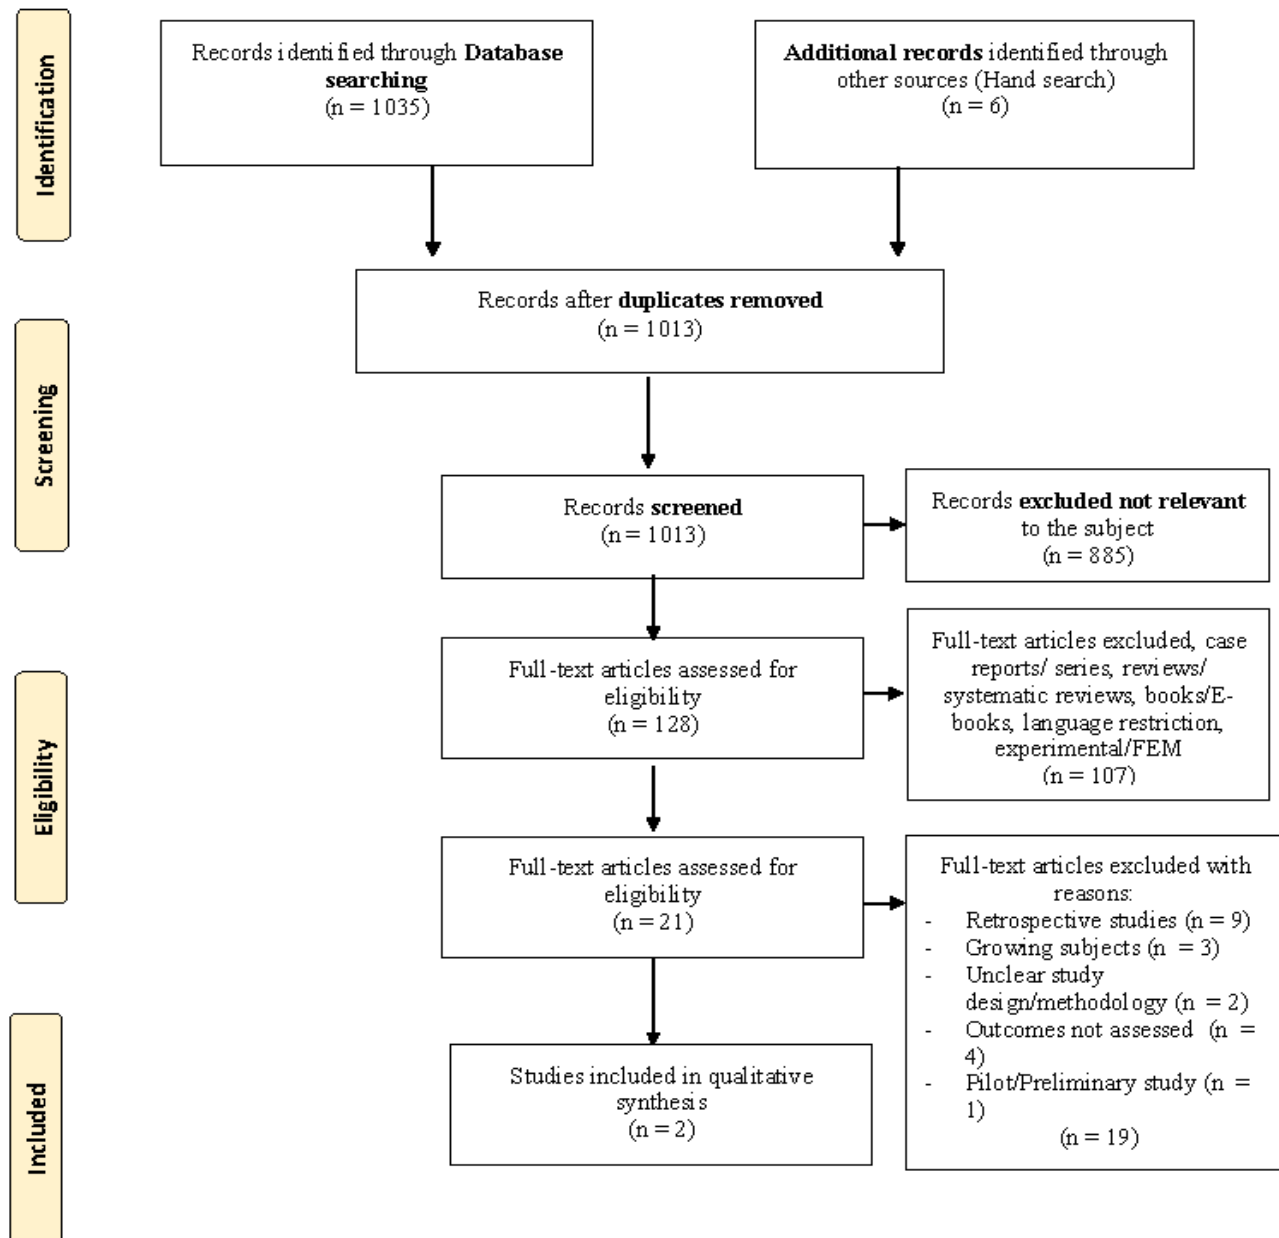 Identification
Records identified through Database
searching
(n = 1035)
Additional records identified through
other sources (Hand search)
(n = 6)
Records after duplicates removed
(n = 1013)
Screening
Records screened
(n = 1013)
Records excluded not relevant
to the subject
(n = 885)
Eligibility
Full-text articles assessed for
eligibility
(n = 128)
Full-text articles excluded, case
reports/ series, reviews/
systematic reviews, books/E-
books, language restriction,
experimental/FEM
(n = 107)
Full-text articles assessed for
eligibility
(n = 21)
Full-text articles excluded with
reasons:
- Retrospective studies (n = 9)
- Growing subjects (n = 3)
- Unclear study
design/methodology (n = 2)
- Outcomes not assessed (n =
4)
- Pilot/Preliminary study (n =
1)
(n = 19)
Included
Studies included in qualitative
synthesis
(n = 2)